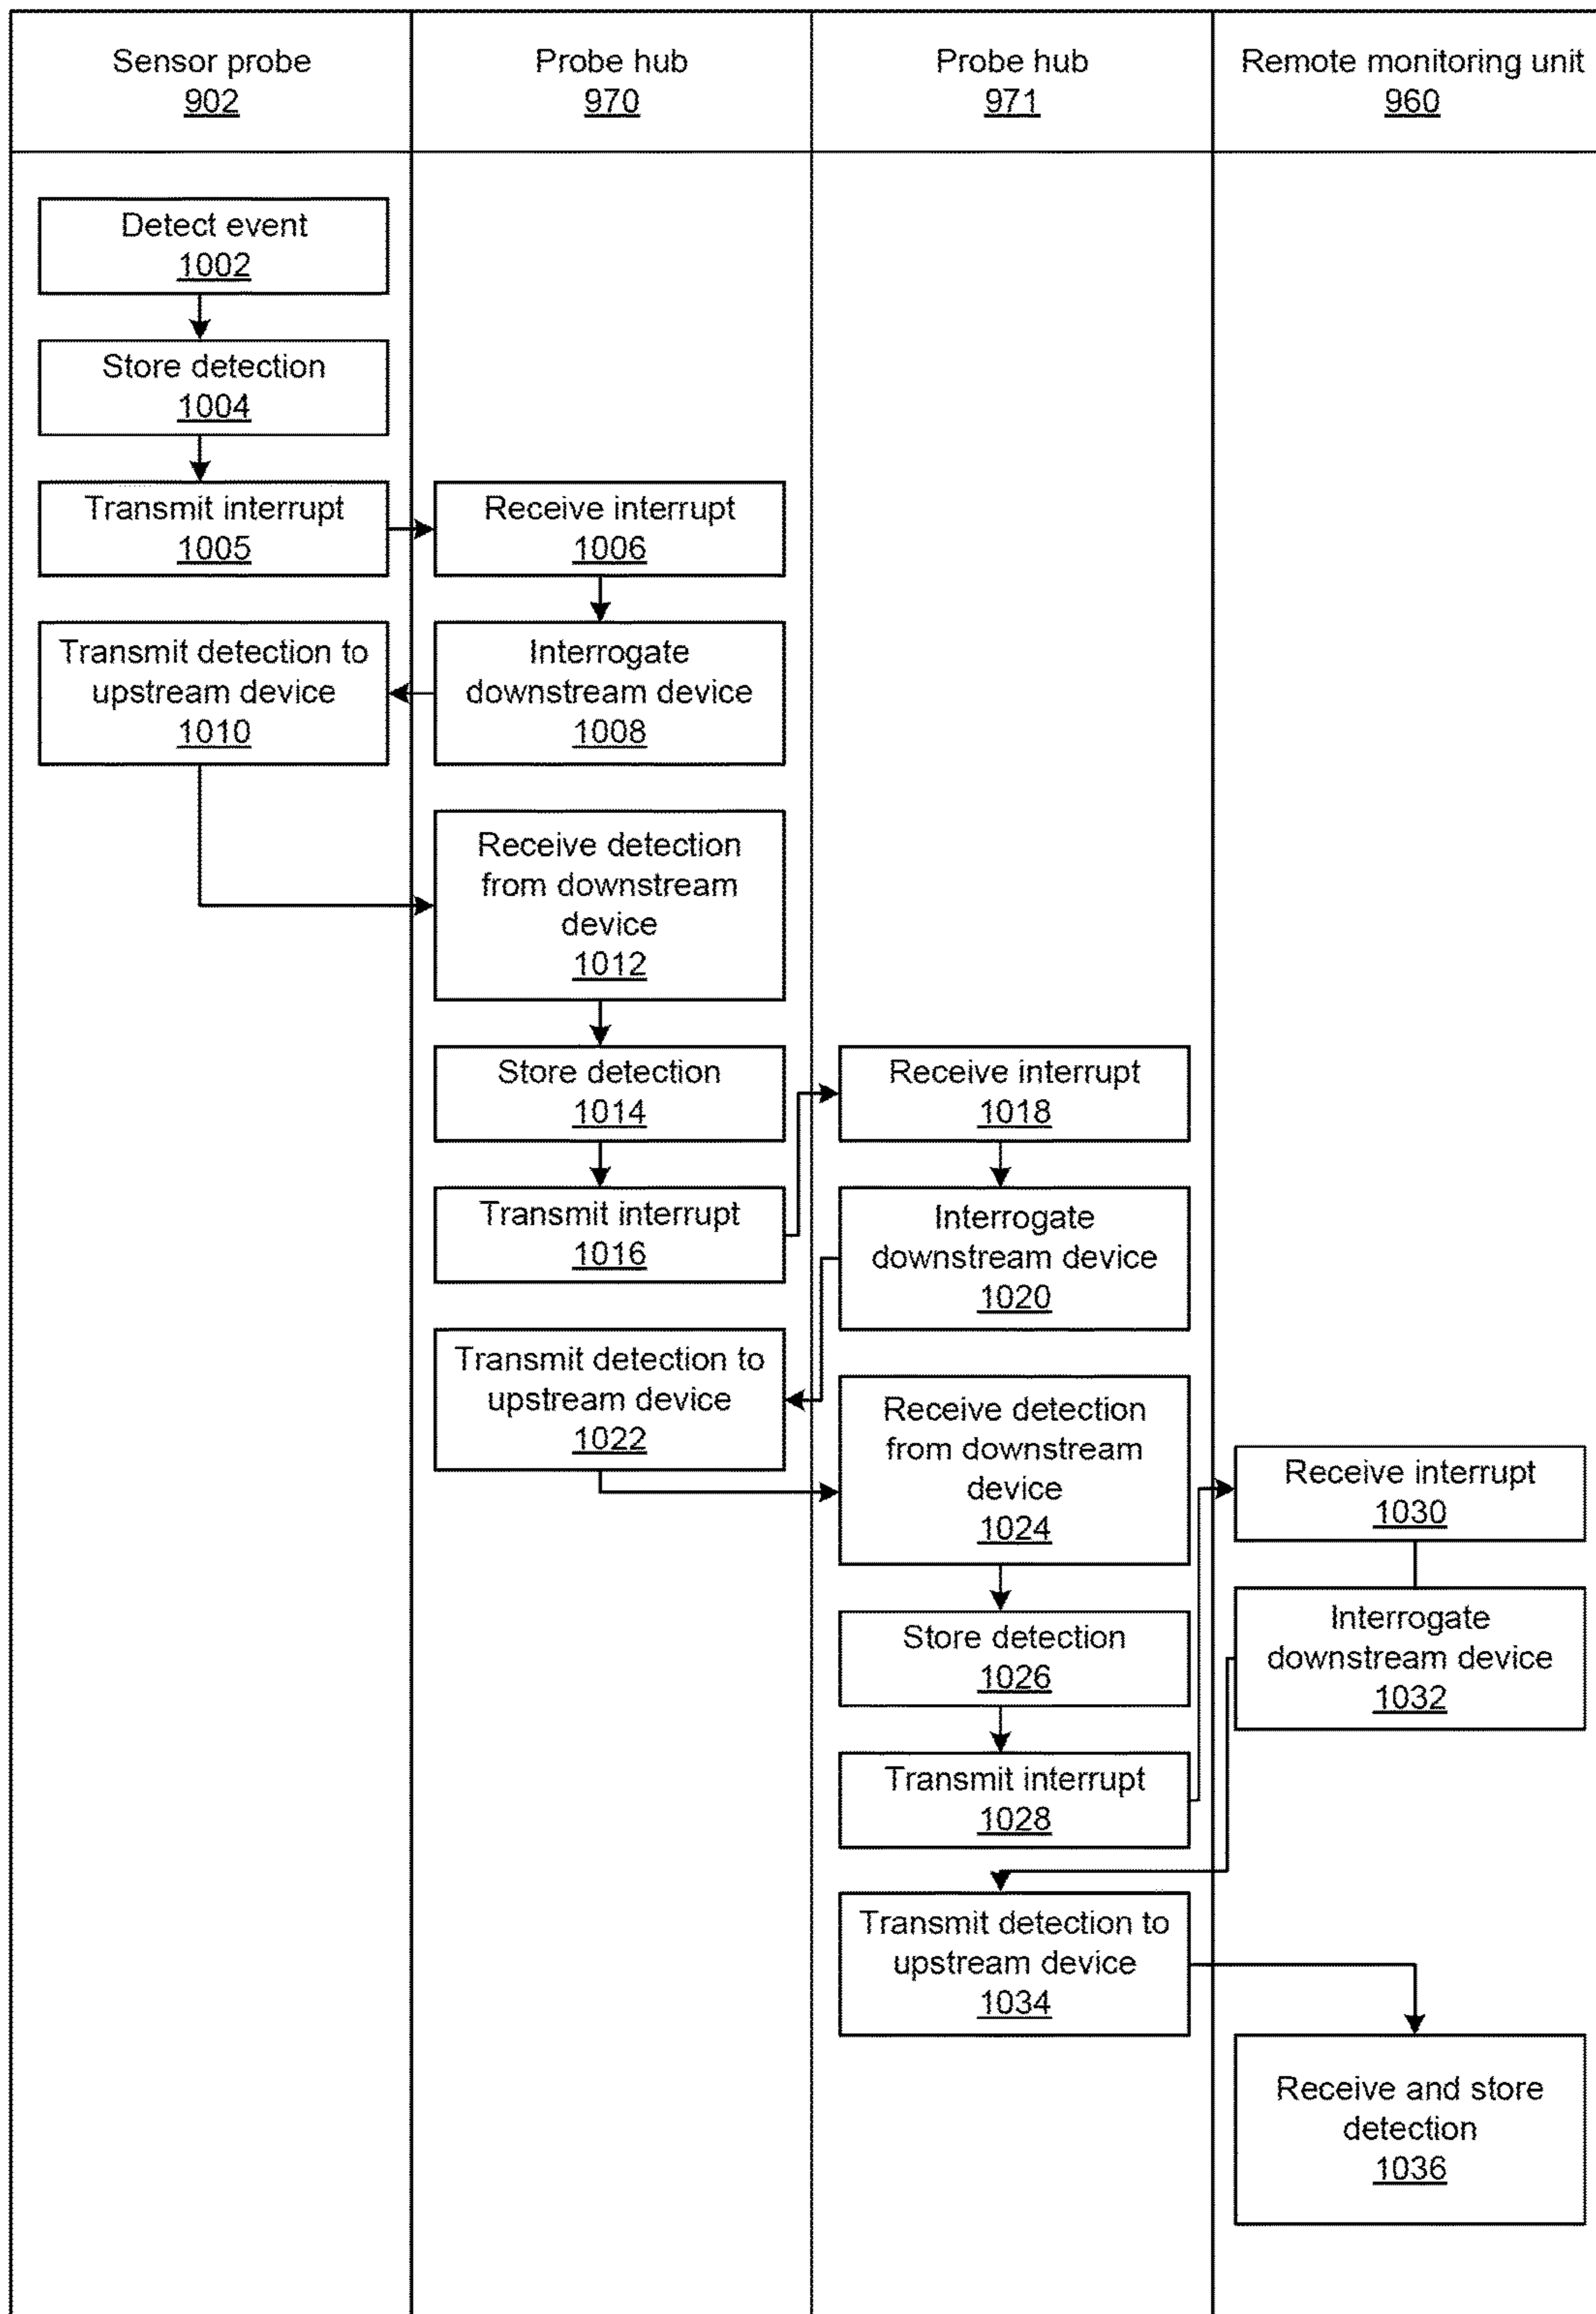 Sensor probe
902
Probe hub
970
Probe hub
971
Remote monitoring unit
960
Detect event
1002
Store detection
1004
Transmit interrupt
1005
Receive interrupt
1006
Transmit detection to
upstream device
1010
Interrogate
downstream device
1008
Receive detection
from downstream
device
1012
Store detection
1014
Receive interrupt
1018
Transmit interrupt
1016
Interrogate
downstream device
1020
Transmit detection to
upstream device
1022
Receive detection
from downstream
device
1024
Receive interrupt
1030
Store detection
1026
Interrogate
downstream device
1032
Transmit interrupt
1028
Transmit detection to
upstream device
1034
Receive and store
detection
1036